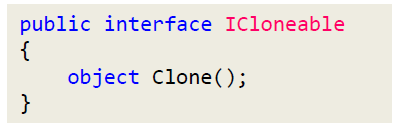 public interface ICloneable
{
    object Clone();
}